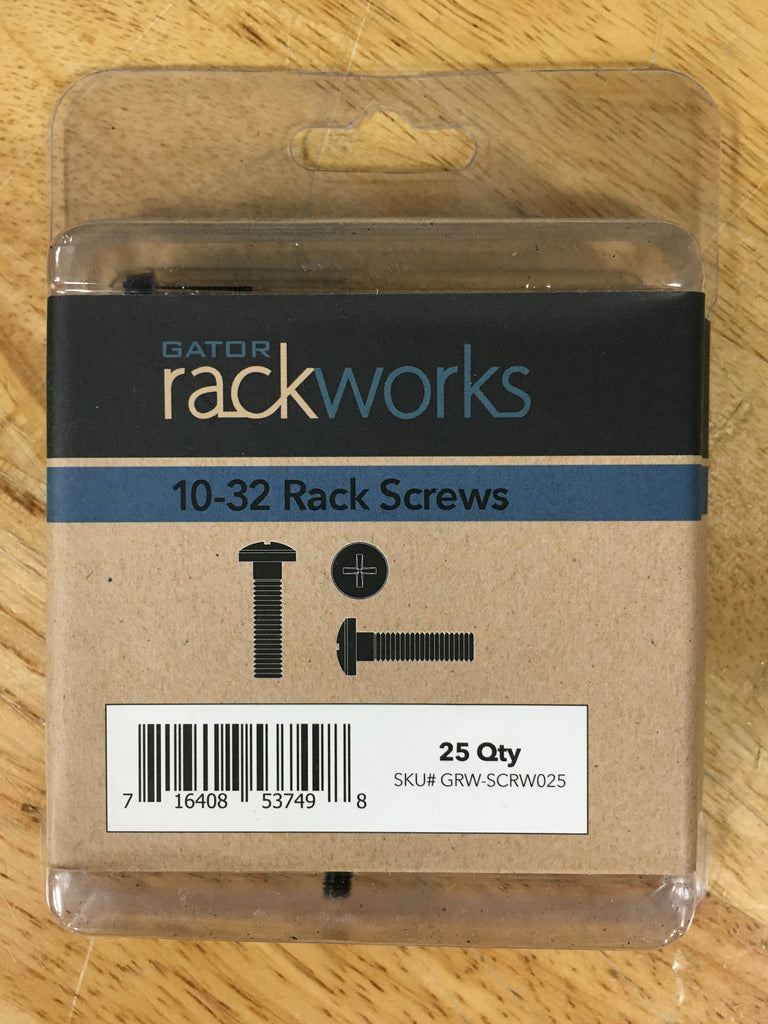 GATOR
rackworks
10-32 Rack Screws
25 Qty
SKU# GRW-SCRW025
7 16408 53749 8